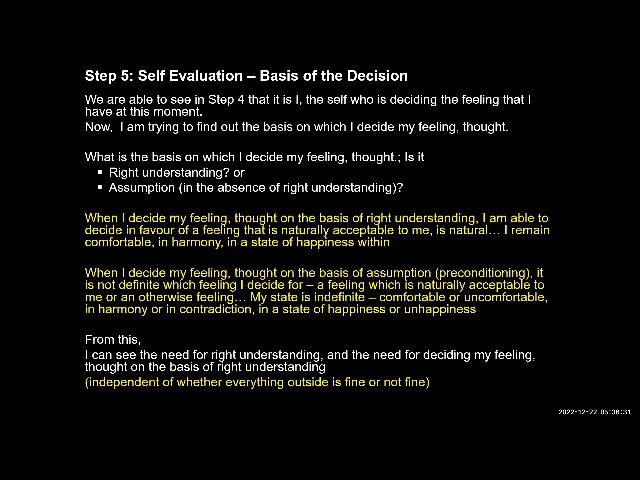 Step 5: Self Evaluation – Basis of the Decision
We are able to see in Step 4 that it is I, the self who is deciding the feeling that I
have at this moment.
Now, I am trying to find out the basis on which I decide my feeling, thought.
What is the basis on which I decide my feeling, thought.; Is it
▪ Right understanding? or
▪ Assumption (in the absence of right understanding)?
When I decide my feeling, thought on the basis of right understanding, I am able to
decide in favour of a feeling that is naturally acceptable to me, is natural… I remain
comfortable, in harmony, in a state of happiness within
When I decide my feeling, thought on the basis of assumption (preconditioning), it
is not definite which feeling I decide for – a feeling which is naturally acceptable to
me or an otherwise feeling… My state is indefinite – comfortable or uncomfortable,
in harmony or in contradiction, in a state of happiness or unhappiness
From this,
I can see the need for right understanding, and the need for deciding my feeling,
thought on the basis of right understanding
(independent of whether everything outside is fine or not fine)
2022-12-22 05:36:31